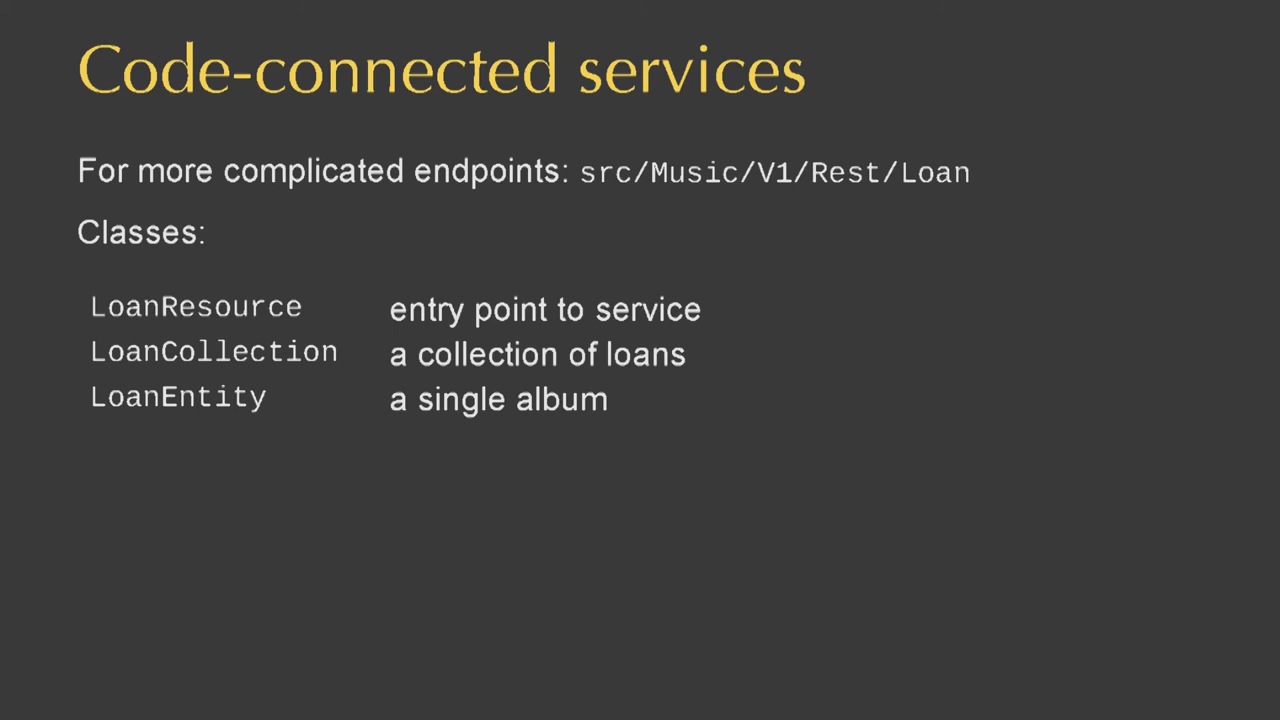 Code-connected services
For more complicated endpoints: src/Music/V1/Rest/Loan
Classes:
LoanResource entry point to service
LoanCollection a collection of loans
LoanEntity a single album